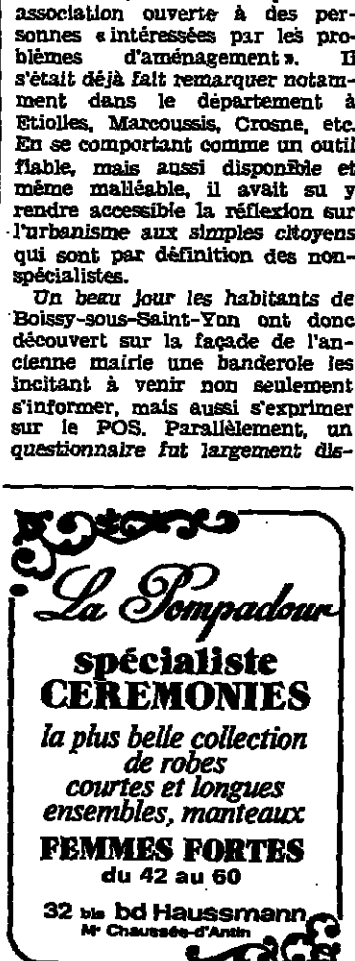 association ouverte à des per-
sonnes « intéressées par les pro-
blèmes d'aménagement ». Il
s'était déjà fait remarquer notam-
ment dans le département à
Etiolles, Marcoussis, Crosne, etc.
En se comportant comme un outil
fiable, mais aussi disponible et
même malléable, il avait su y
rendre accessible la réflexion sur
l'urbanisme aux simples citoyens
qui sont par définition des non-
spécialistes.
Un beau jour les habitants de
Boissy-sous-Saint-Yon ont donc
découvert sur la façade de l'an-
cienne mairie une banderole les
incitant à venir non seulement
s'informer, mais aussi s'exprimer
sur le POS. Parallèlement, un
questionnaire fut largement dis-
La Pompadour
spécialiste
CEREMONIES
la plus belle collection
de robes
courtes et longues
ensembles, manteaux
FEMMES FORTES
du 42 au 60
32 bis bd Haussmann
Mº Chaussée-d'Antin